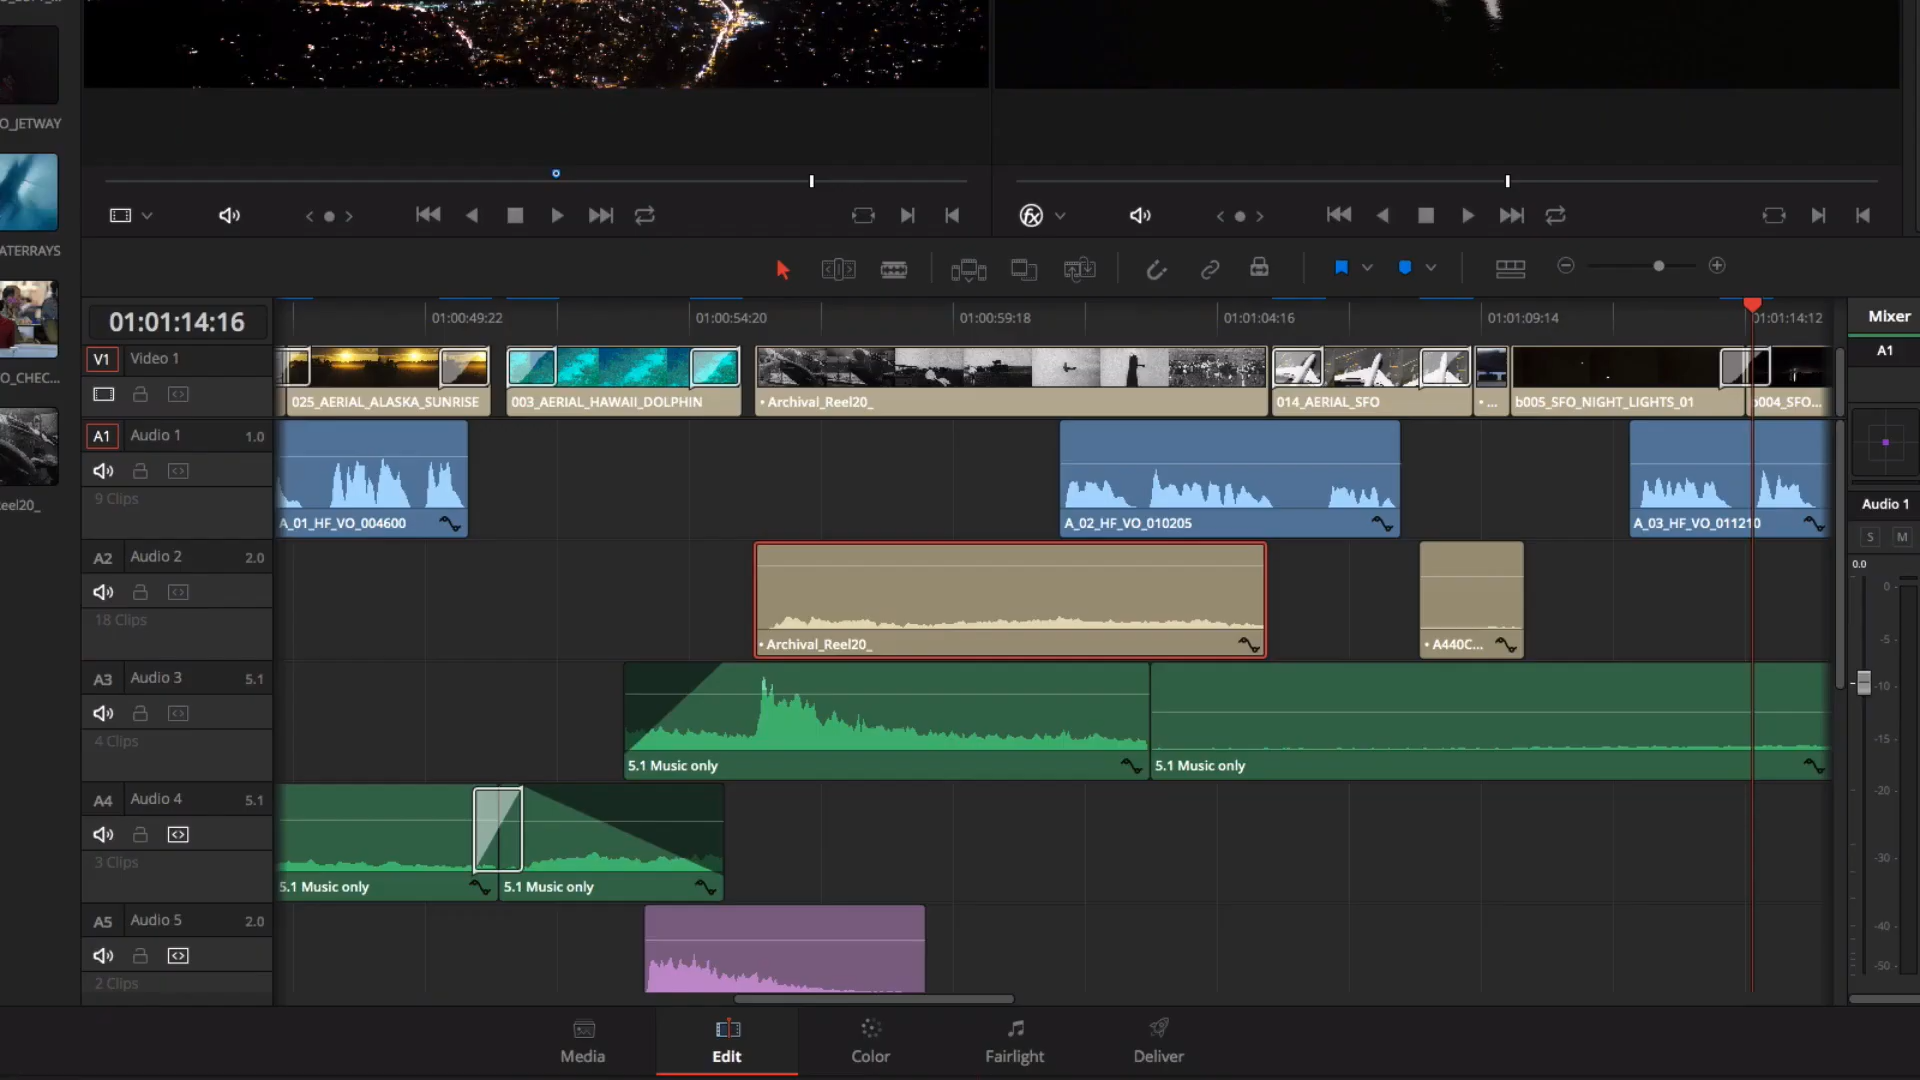 O_JETWAY
ATERRAYS
O_CHEC...
eel20_
01:01:14:16
01:00:49:22
01:00:54:20
01:00:59:18
01:01:04:16
01:01:09:14
01:01:14:12
Mixer
V1 Video 1
025_AERIAL_ALASKA_SUNRISE
003_AERIAL_HAWAII_DOLPHIN
• Archival_Reel20_
014_AERIAL_SFO
• ...
b005_SFO_NIGHT_LIGHTS_01
b004_SFO...
A1
A1 Audio 1 1.0
9 Clips
A_01_HF_VO_004600
A_02_HF_VO_010205
A_03_HF_VO_011210
Audio 1
S M
A2 Audio 2 2.0
18 Clips
• Archival_Reel20_
• A440C...
0.0
0
-5
-10
-15
-20
-30
-40
-50
A3 Audio 3 5.1
4 Clips
5.1 Music only
5.1 Music only
A4 Audio 4 5.1
3 Clips
5.1 Music only
5.1 Music only
A5 Audio 5 2.0
2 Clips
Media
Edit
Color
Fairlight
Deliver